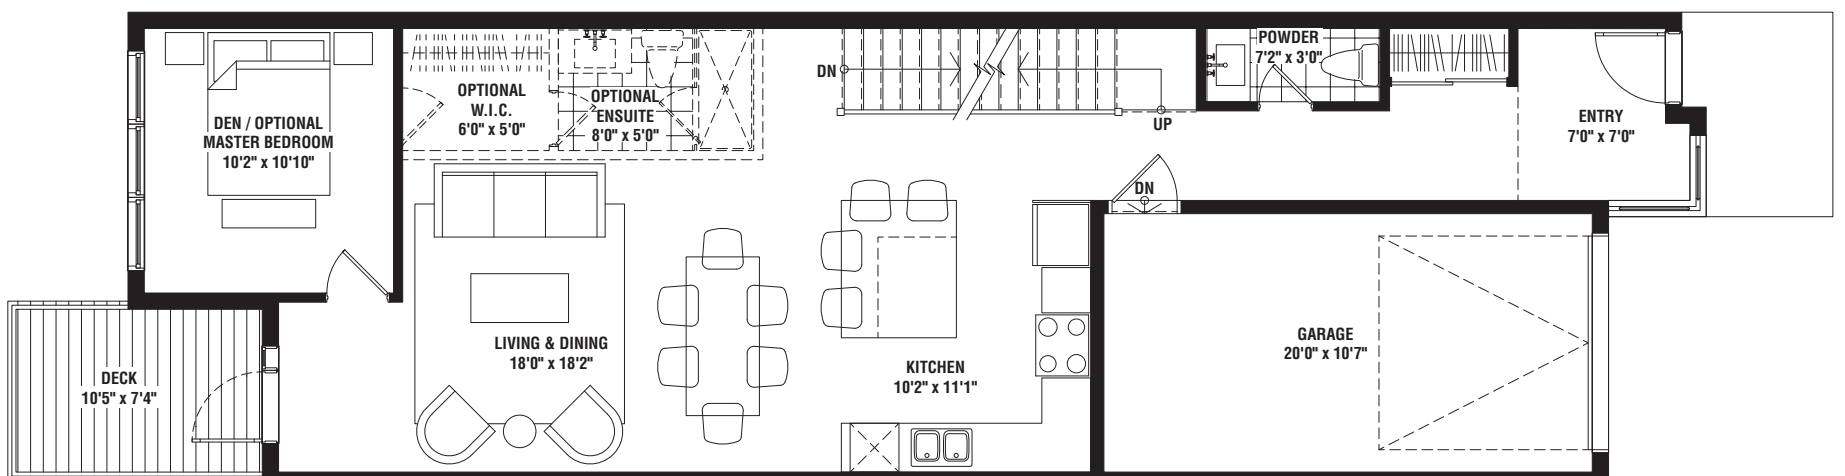 POWDER
7'2" x 3'0"
DN
OPTIONAL
W.I.C.
6'0" x 5'0"
OPTIONAL
ENSUITE
8'0" x 5'0"
DEN / OPTIONAL
MASTER BEDROOM
10'2" x 10'10"
UP
ENTRY
7'0" x 7'0"
DN
LIVING & DINING
18'0" x 18'2"
GARAGE
20'0" x 10'7"
KITCHEN
10'2" x 11'1"
DECK
10'5" x 7'4"